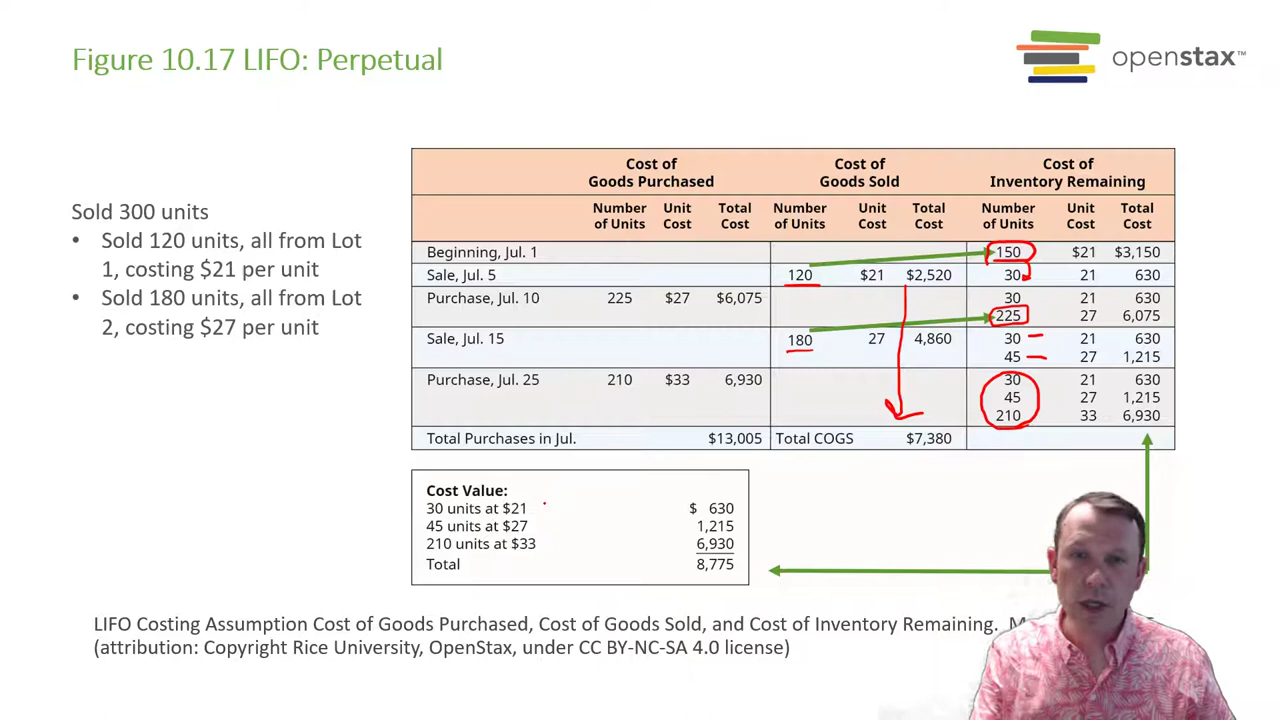 Figure 10.17 LIFO: Perpetual
openstax™
Sold 300 units
• Sold 120 units, all from Lot
1, costing $21 per unit
• Sold 180 units, all from Lot
2, costing $27 per unit
Cost of Cost of Cost of
Goods Purchased Goods Sold Inventory Remaining
Number Unit Total Number Unit Total Number Unit Total
of Units Cost Cost of Units Cost Cost of Units Cost Cost
Beginning, Jul. 1 150 $21 $3,150
Sale, Jul. 5 120 $21 $2,520 30 21 630
Purchase, Jul. 10 225 $27 $6,075 30 21 630
225 27 6,075
Sale, Jul. 15 180 27 4,860 30 21 630
45 27 1,215
Purchase, Jul. 25 210 $33 6,930 30 21 630
45 27 1,215
210 33 6,930
Total Purchases in Jul. $13,005 Total COGS $7,380
Cost Value:
30 units at $21 $ 630
45 units at $27 1,215
210 units at $33 6,930
Total 8,775
LIFO Costing Assumption Cost of Goods Purchased, Cost of Goods Sold, and Cost of Inventory Remaining.
(attribution: Copyright Rice University, OpenStax, under CC BY-NC-SA 4.0 license)